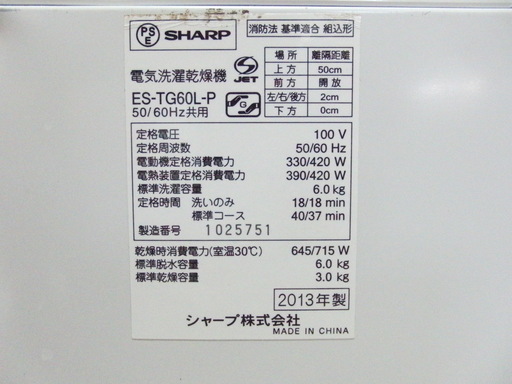 PS
E
SHARP
消防法 基準適合 組込形
場所 離隔距離
上方 50cm
前方 開放
左/右/後方 2cm
下方 0cm
電気洗濯乾燥機
S-JET
ES-TG60L-P
50/60Hz共用
G
定格電圧 100 V
定格周波数 50/60 Hz
電動機定格消費電力 330/420 W
電熱装置定格消費電力 390/420 W
標準洗濯容量 6.0 kg
定格時間 洗いのみ 18/18 min
標準コース 40/37 min
製造番号 1025751
乾燥時消費電力(室温30℃) 645/715 W
標準脱水容量 6.0 kg
標準乾燥容量 3.0 kg
2013年製
シャープ株式会社
MADE IN CHINA